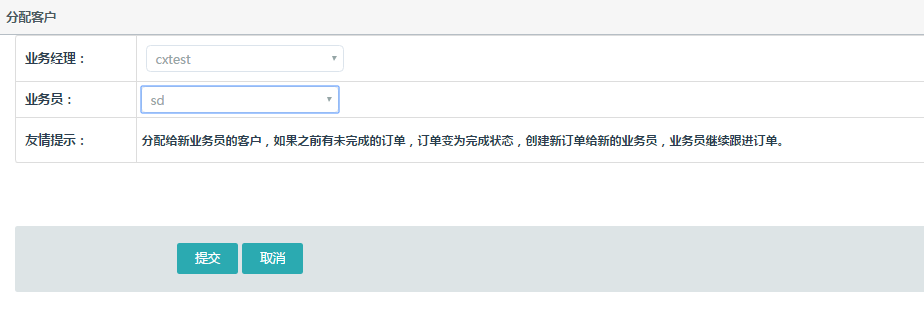 分配客户
业务经理：
cxtest
业务员：
sd
友情提示：
分配给新业务员的客户，如果之前有未完成的订单，订单变为完成状态，创建新订单给新的业务员，业务员继续跟进订单。
提交 取消